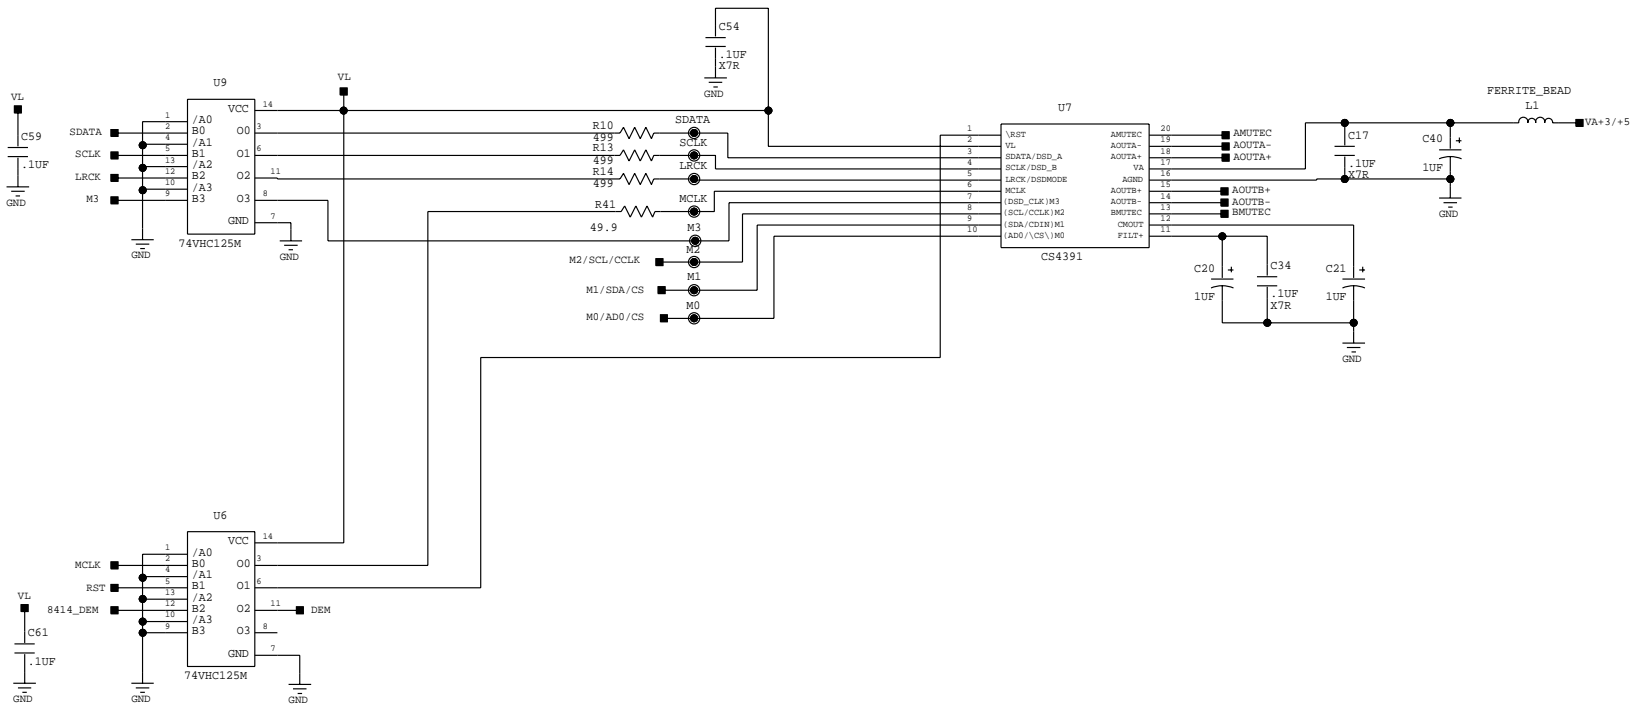 C54
.1UF
X7R
GND
U9
VL
VL
C59
.1UF
GND
SDATA
SCLK
LRCK
M3
1
2
4
5
13
12
10
9
/A0
B0
/A1
B1
/A2
B2
/A3
B3
VCC
O0
O1
O2
O3
GND
14
3
6
11
8
7
74VHC125M
GND
GND
R10
499
R13
499
R14
499
R41
49.9
SDATA
SCLK
LRCK
MCLK
M3
M2
M1
M0
M2/SCL/CCLK
M1/SDA/CS
M0/AD0/CS
U7
1
2
3
4
5
6
7
8
9
10
\RST
VL
SDATA/DSD_A
SCLK/DSD_B
LRCK/DSDMODE
MCLK
(DSD_CLK)M3
(SCL/CCLK)M2
(SDA/CDIN)M1
(AD0/\CS\)M0
AMUTEC
AOUTA-
AOUTA+
VA
AGND
AOUTB+
AOUTB-
BMUTEC
CMOUT
FILT+
20
19
18
17
16
15
14
13
12
11
CS4391
AMUTEC
AOUTA-
AOUTA+
AOUTB+
AOUTB-
BMUTEC
FERRITE_BEAD
L1
VA+3/+5
C17
.1UF
X7R
C40
+
1UF
GND
C20
+
1UF
C34
.1UF
X7R
C21
+
1UF
GND
U6
MCLK
RST
8414_DEM
1
2
4
5
13
12
10
9
/A0
B0
/A1
B1
/A2
B2
/A3
B3
VCC
O0
O1
O2
O3
GND
14
3
6
11
8
7
DEM
74VHC125M
GND
GND
VL
C61
.1UF
GND